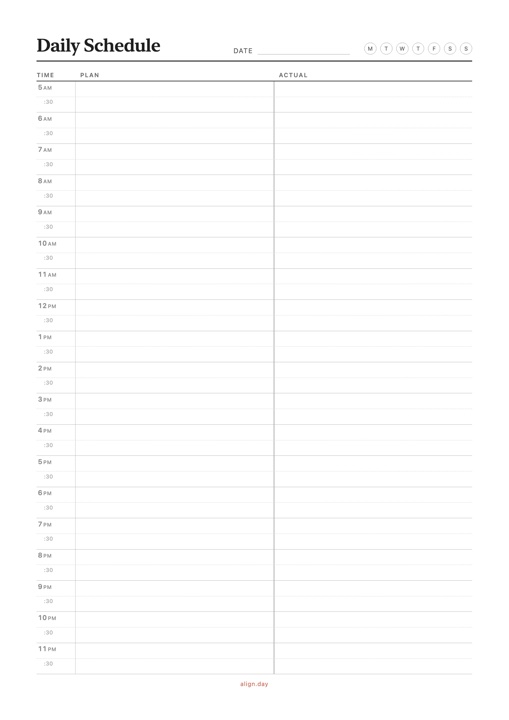 Daily Schedule
DATE
M T W T F S S
TIME PLAN ACTUAL
5 AM
:30
6 AM
:30
7 AM
:30
8 AM
:30
9 AM
:30
10 AM
:30
11 AM
:30
12 PM
:30
1 PM
:30
2 PM
:30
3 PM
:30
4 PM
:30
5 PM
:30
6 PM
:30
7 PM
:30
8 PM
:30
9 PM
:30
10 PM
:30
11 PM
:30
align.day